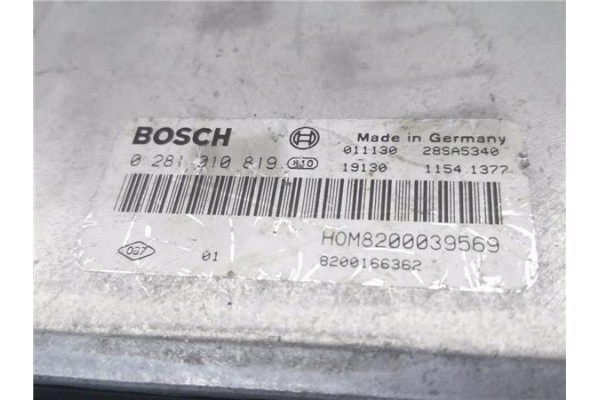 BOSCH
Made in Germany
011130 28SA5340
0 281 010 819
19130 1154 1377
HOM8200039569
01
8200166362